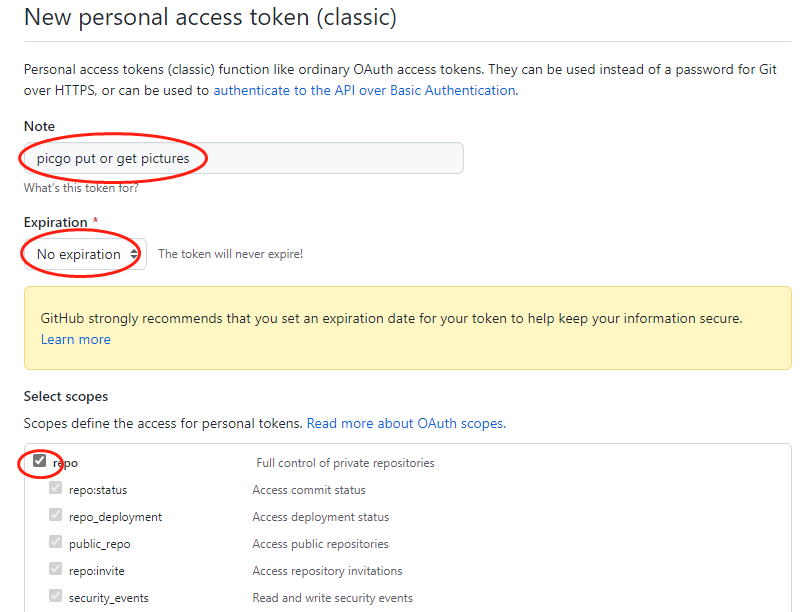 New personal access token (classic)
Personal access tokens (classic) function like ordinary OAuth access tokens. They can be used instead of a password for Git
over HTTPS, or can be used to authenticate to the API over Basic Authentication.
Note
picgo put or get pictures
What's this token for?
Expiration *
No expiration The token will never expire!
GitHub strongly recommends that you set an expiration date for your token to help keep your information secure.
Learn more
Select scopes
Scopes define the access for personal tokens. Read more about OAuth scopes.
repo Full control of private repositories
repo:status Access commit status
repo_deployment Access deployment status
public_repo Access public repositories
repo:invite Access repository invitations
security_events Read and write security events